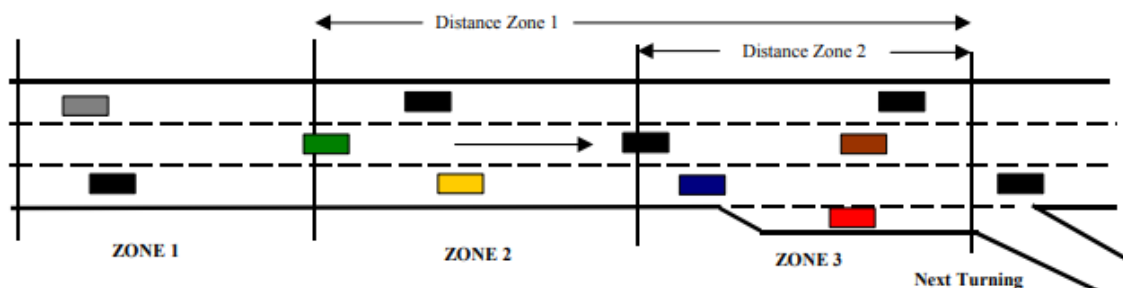 Distance Zone 1
Distance Zone 2
ZONE 1
ZONE 2
ZONE 3
Next Turning